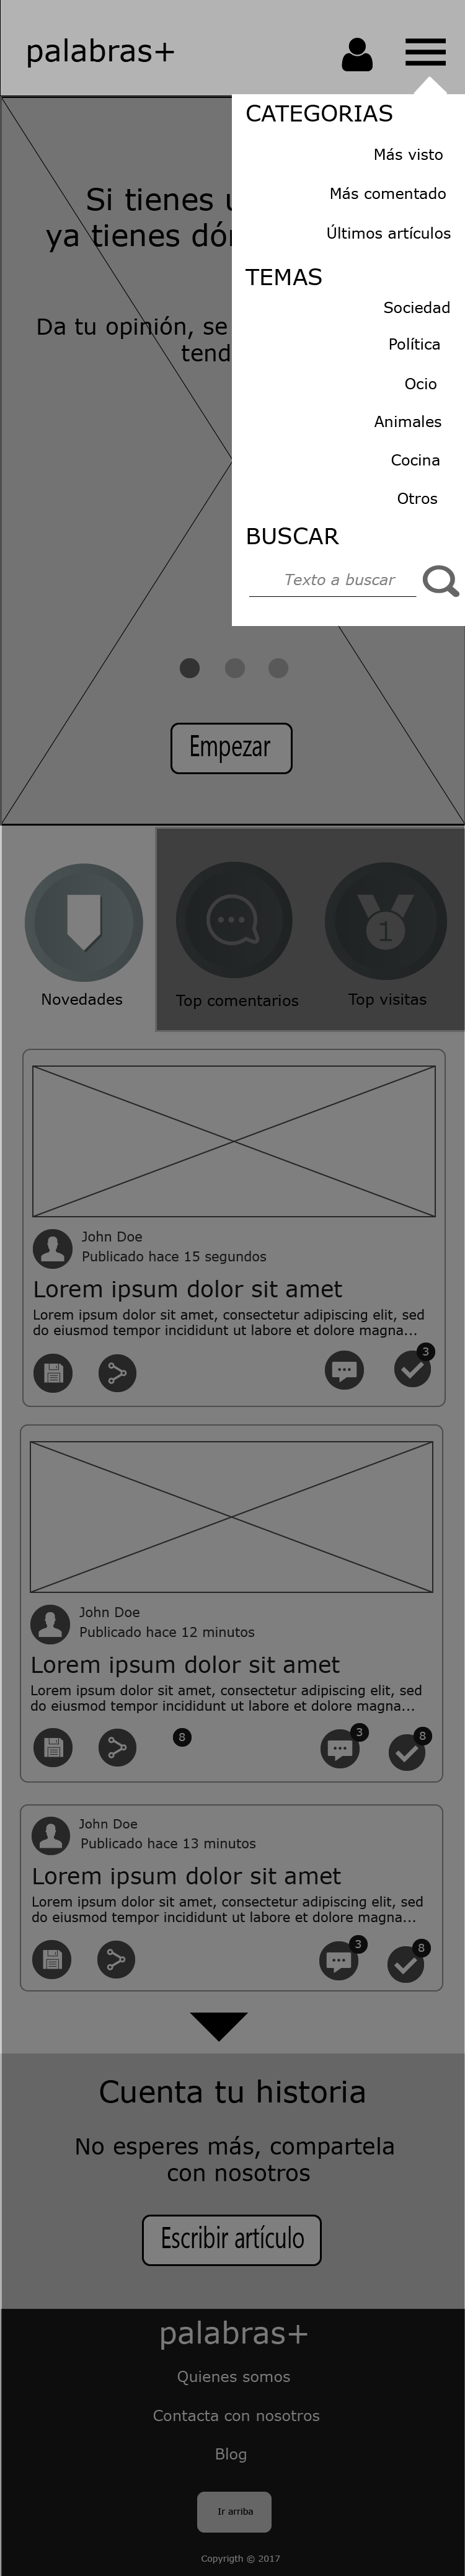 palabras+
CATEGORIAS
Más visto
Más comentado
Últimos artículos
TEMAS
Sociedad
Política
Ocio
Animales
Cocina
Otros
BUSCAR
Texto a buscar
Si tienes
ya tienes dó
Da tu opinión, se
tend
Empezar
Novedades
Top comentarios
1
Top visitas
John Doe
Publicado hace 15 segundos
Lorem ipsum dolor sit amet
Lorem ipsum dolor sit amet, consectetur adipiscing elit, sed
do eiusmod tempor incididunt ut labore et dolore magna...
3
John Doe
Publicado hace 12 minutos
Lorem ipsum dolor sit amet
Lorem ipsum dolor sit amet, consectetur adipiscing elit, sed
do eiusmod tempor incididunt ut labore et dolore magna...
8
3
8
John Doe
Publicado hace 13 minutos
Lorem ipsum dolor sit amet
Lorem ipsum dolor sit amet, consectetur adipiscing elit, sed
do eiusmod tempor incididunt ut labore et dolore magna...
3
8
Cuenta tu historia
No esperes más, compartela
con nosotros
Escribir artículo
palabras+
Quienes somos
Contacta con nosotros
Blog
Ir arriba
Copyrigth © 2017